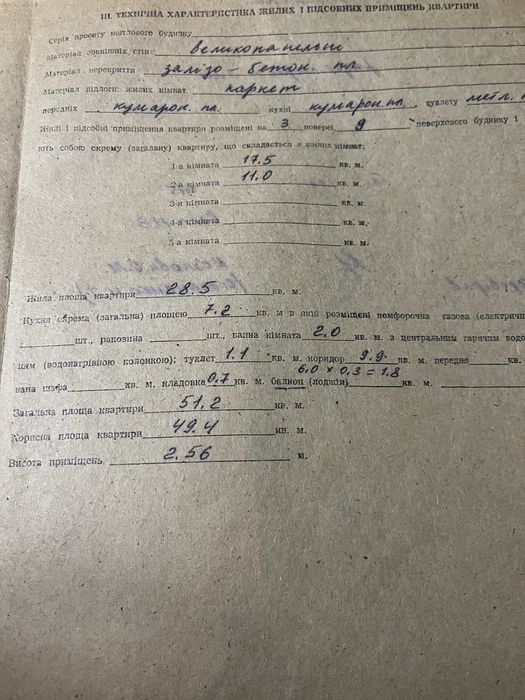 III. ТЕХНІЧНА ХАРАКТЕРИСТИКА ЖИЛИХ І ПІДСОБНИХ ПРИМІЩЕНЬ КВАРТИРИ
Серія проекту житлового будинку
Матеріал зовнішніх стін великопанельні
Матеріал перекриття залізо-бетон. пл.
Матеріал підлоги: жилих кімнат паркет
передніх кумарон. пл. кухні кумарон. пл. туалету метл. п
Жилі і підсобні приміщення квартири розміщені на 3 поверсі 9 поверхового будинку і
ють собою окрему (загальну) квартиру, що складається з жилих кімнат:
1-а кімната 17.5 кв. м.
2-а кімната 11.0 кв. м.
3-я кімната кв. м.
4-а кімната кв. м.
5-а кімната кв. м.
Жила площа квартири 28.5 кв. м.
Кухня окрема (загальна) площею 7.2 кв. м в якій розміщені конфорочна газова (електричн
шт., раковина шт., ванна кімната 2,0 кв. м. з центральним гарячим водо
ням (водонагрівною колонкою); туалет 1.1 кв. м. коридор 9.9 кв. м. передня кв.
6.0 х 0,3 = 1.8
вана шафа кв. м. кладовка 0,7 кв. м. балкон (лоджія) кв. м.
Загальна площа квартири 51,2 кв. м.
Корисна площа квартири 49.4 кв. м.
Висота приміщень 2.56 м.